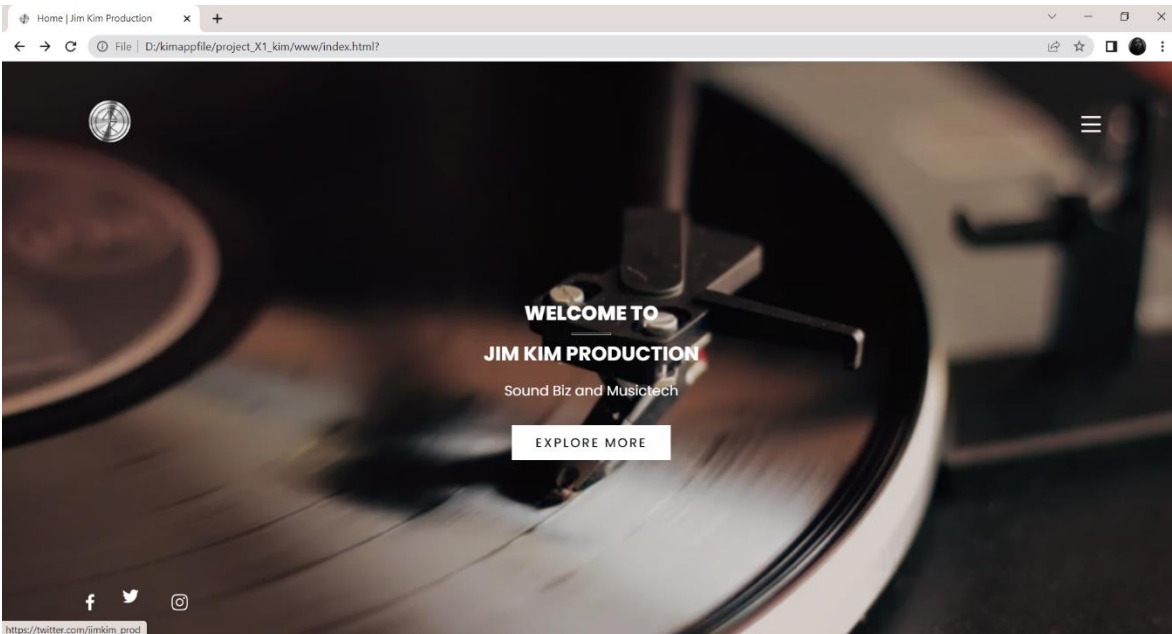 Home | Jim Kim Production
File | D:/kimappfile/project_X1_kim/www/index.html?
WELCOME TO
JIM KIM PRODUCTION
Sound Biz and Musictech
EXPLORE MORE
https://twitter.com/jimkim_prod